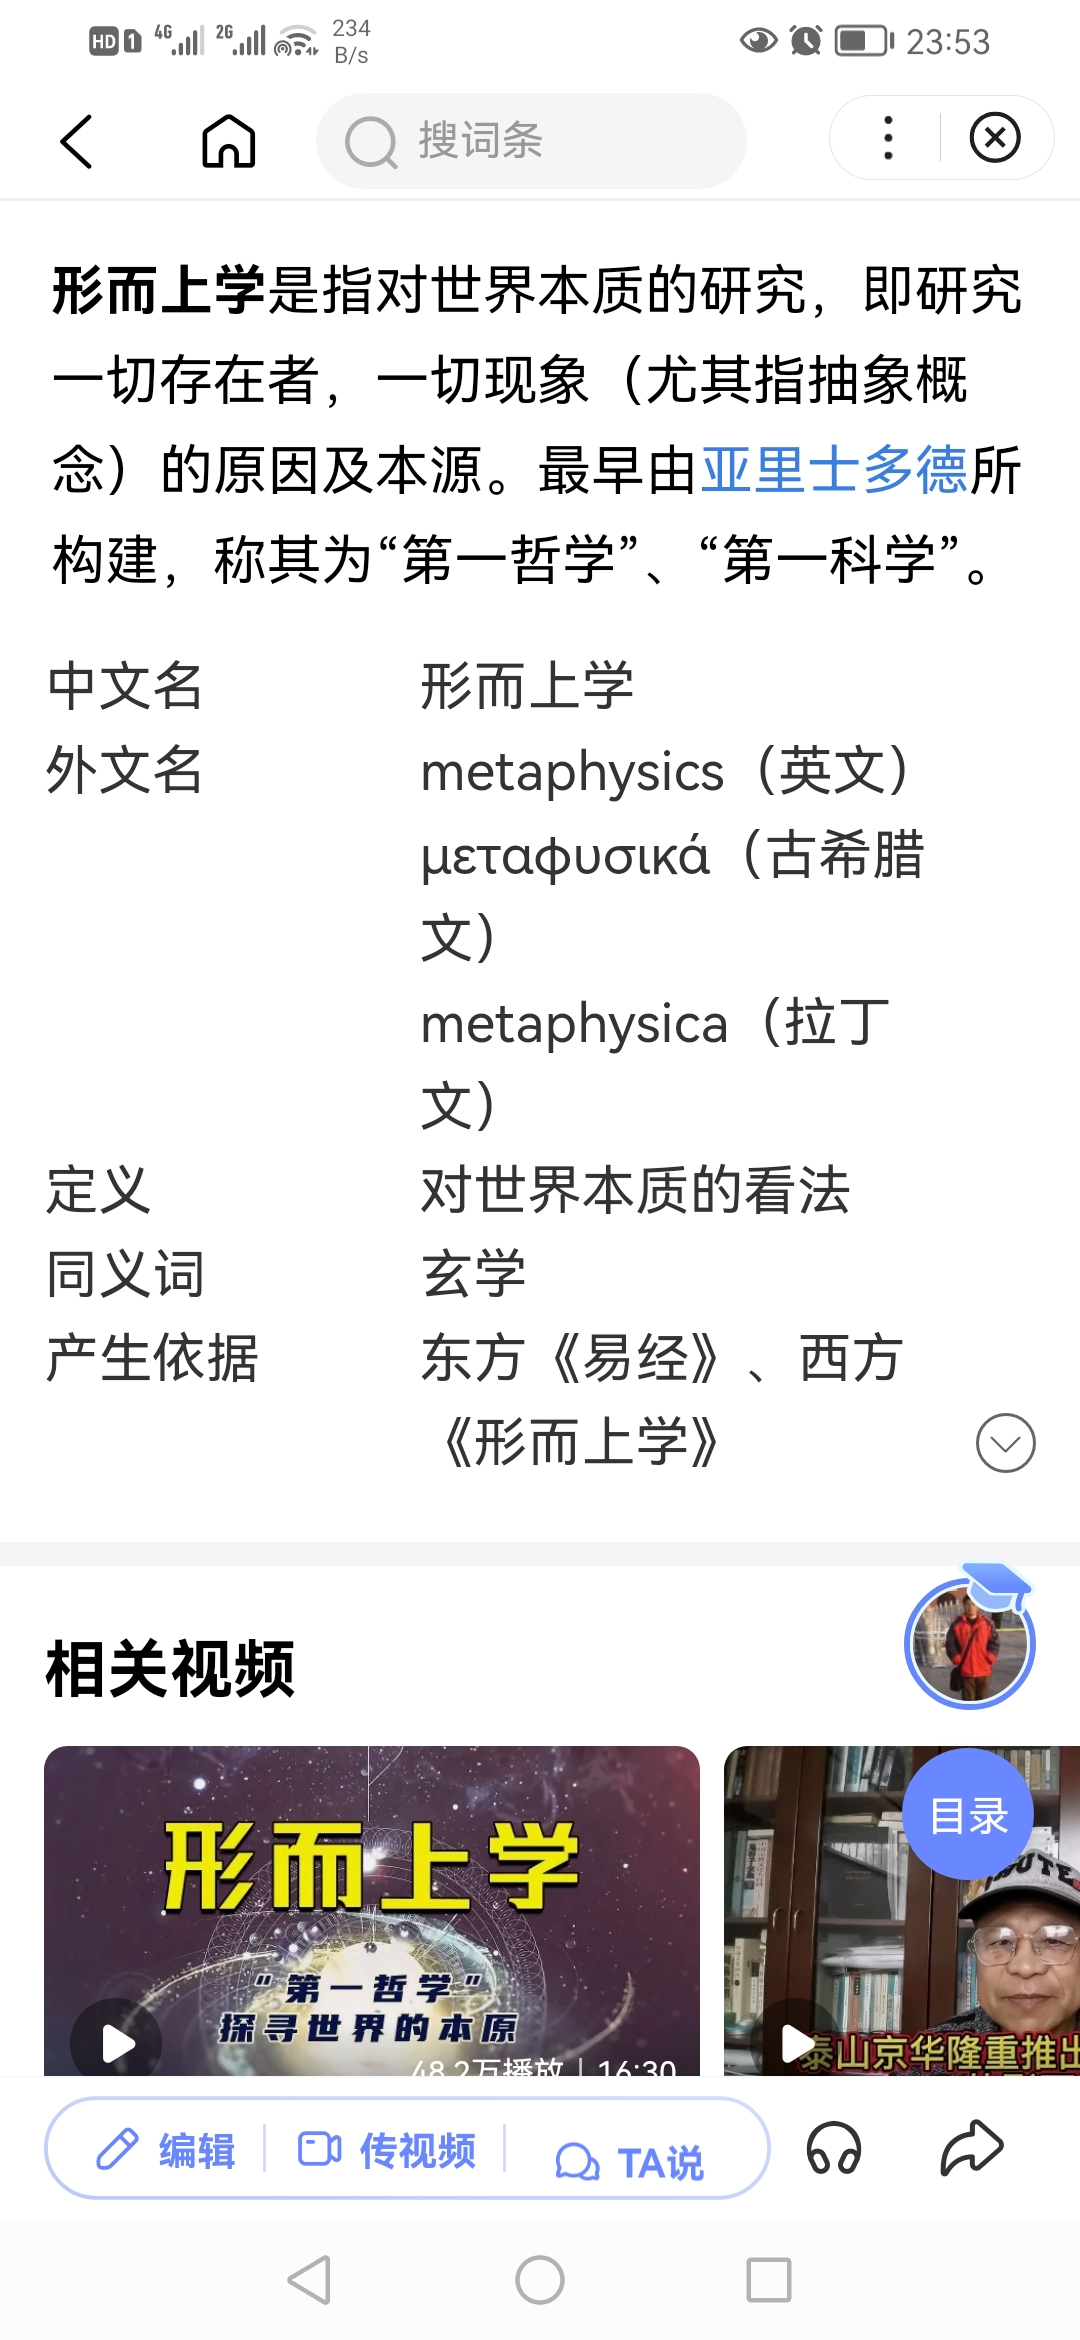 HD 1 4G 2G 234 B/s 23:53
搜词条
形而上学是指对世界本质的研究，即研究
一切存在者，一切现象（尤其指抽象概
念）的原因及本源。最早由亚里士多德所
构建，称其为“第一哲学”、“第一科学”。
中文名 形而上学
外文名 metaphysics（英文）
μεταφυσικά（古希腊
文）
metaphysica（拉丁
文）
定义 对世界本质的看法
同义词 玄学
产生依据 东方《易经》、西方
《形而上学》
相关视频
目录
形而上学
“第一哲学”
探寻世界的本原
48.2万播放 | 16:30
泰山京华隆重推出
编辑 传视频 TA说